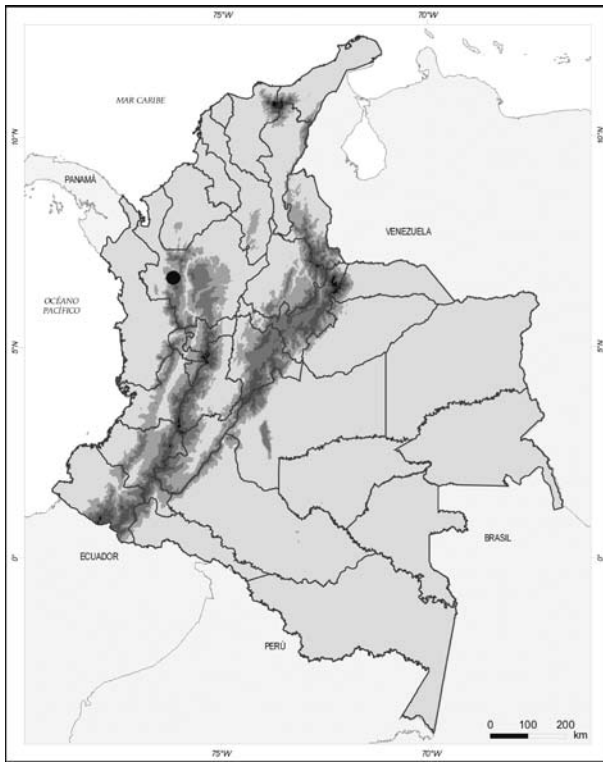 75°W 70°W
MAR CARIBE
10°N 10°N
PANAMÁ
VENEZUELA
OCÉANO
PACÍFICO
5°N 5°N
0° 0°
ECUADOR
BRASIL
PERÚ
0 100 200
km
75°W 70°W